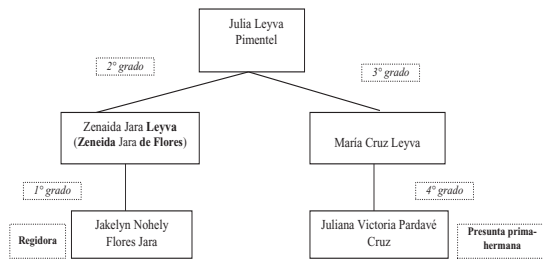 Julia Leyva
Pimentel
2° grado
3° grado
Zenaida Jara Leyva
(Zeneida Jara de Flores)
María Cruz Leyva
1° grado
4° grado
Regidora
Jakelyn Nohely
Flores Jara
Juliana Victoria Pardavé
Cruz
Presunta prima-
hermana